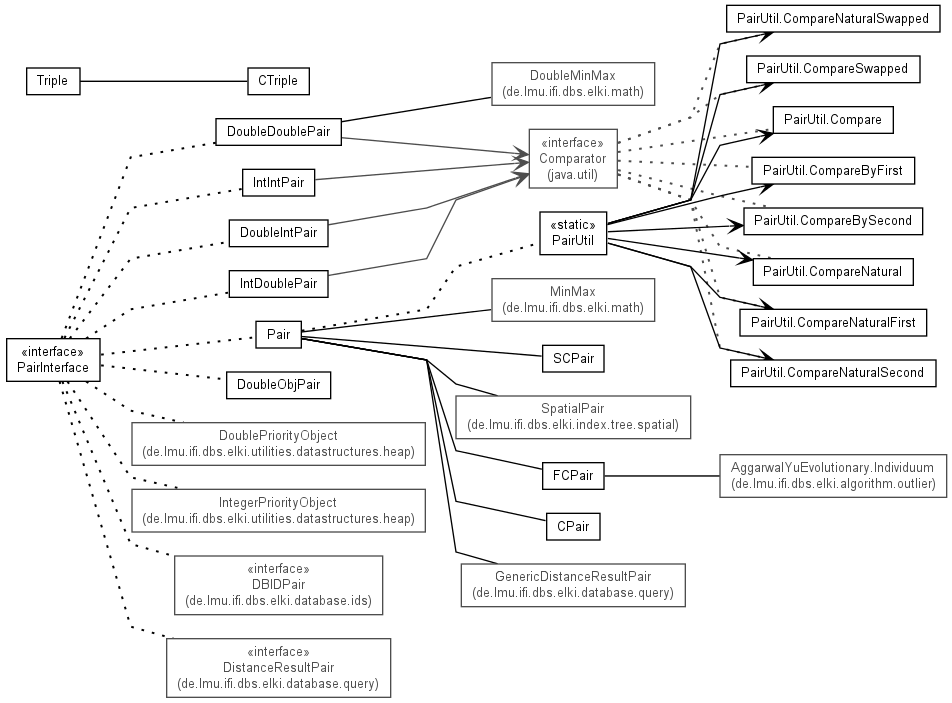 PairUtil.CompareNaturalSwapped
PairUtil.CompareSwapped
Triple
CTriple
DoubleMinMax
(de.lmu.ifi.dbs.elki.math)
PairUtil.Compare
DoubleDoublePair
«interface»
Comparator
(java.util)
PairUtil.CompareByFirst
IntIntPair
PairUtil.CompareBySecond
DoubleIntPair
«static»
PairUtil
PairUtil.CompareNatural
IntDoublePair
MinMax
(de.lmu.ifi.dbs.elki.math)
PairUtil.CompareNaturalFirst
Pair
«interface»
PairInterface
SCPair
PairUtil.CompareNaturalSecond
DoubleObjPair
SpatialPair
(de.lmu.ifi.dbs.elki.index.tree.spatial)
DoublePriorityObject
(de.lmu.ifi.dbs.elki.utilities.datastructures.heap)
FCPair
AggarwalYuEvolutionary.Individuum
(de.lmu.ifi.dbs.elki.algorithm.outlier)
IntegerPriorityObject
(de.lmu.ifi.dbs.elki.utilities.datastructures.heap)
CPair
«interface»
DBIDPair
(de.lmu.ifi.dbs.elki.database.ids)
GenericDistanceResultPair
(de.lmu.ifi.dbs.elki.database.query)
«interface»
DistanceResultPair
(de.lmu.ifi.dbs.elki.database.query)